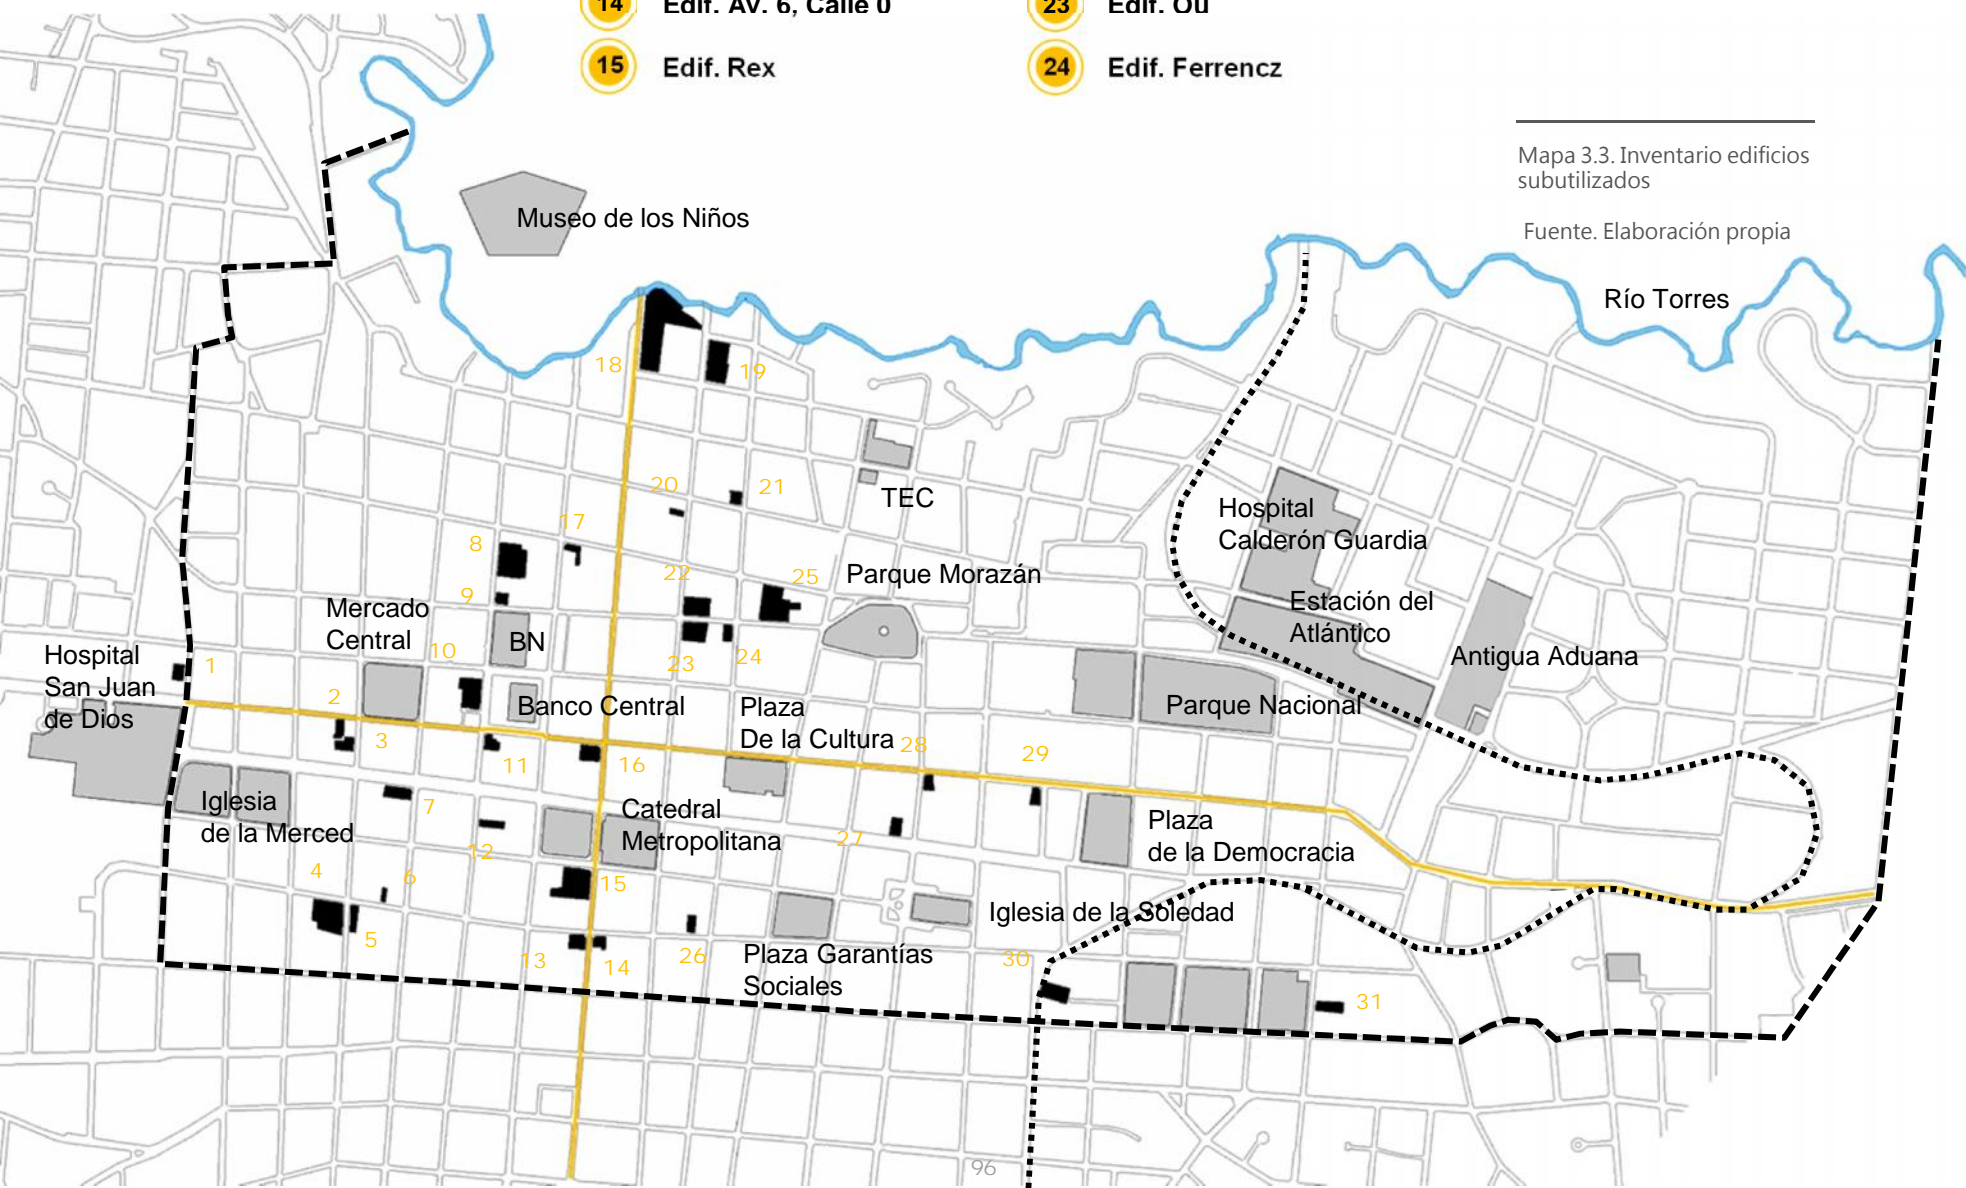 14 Edif. Av. 6, Calle 0
23 Edif. Ou
15 Edif. Rex
24 Edif. Ferrencz
Mapa 3.3. Inventario edificios
subutilizados
Fuente. Elaboración propia
Museo de los Niños
Río Torres
18
19
20
21
TEC
Hospital
Calderón Guardia
17
8
22
25
Parque Morazán
9
Mercado
Central
BN
Estación del
Atlántico
10
Hospital
San Juan
de Dios
1
23
24
Antigua Aduana
2
Banco Central
Plaza
De la Cultura
Parque Nacional
3
28
29
11
16
Iglesia
de la Merced
7
Catedral
Metropolitana
27
Plaza
de la Democracia
12
4
6
15
Iglesia de la Soledad
5
13
14
26
Plaza Garantías
Sociales
30
31
96